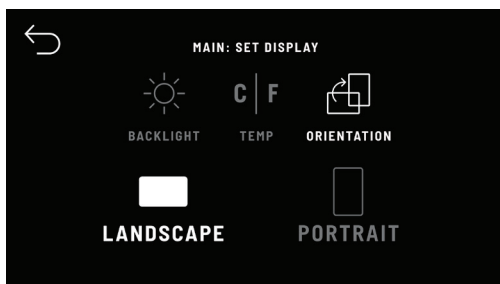 MAIN: SET DISPLAY
C | F
BACKLIGHT TEMP ORIENTATION
LANDSCAPE PORTRAIT